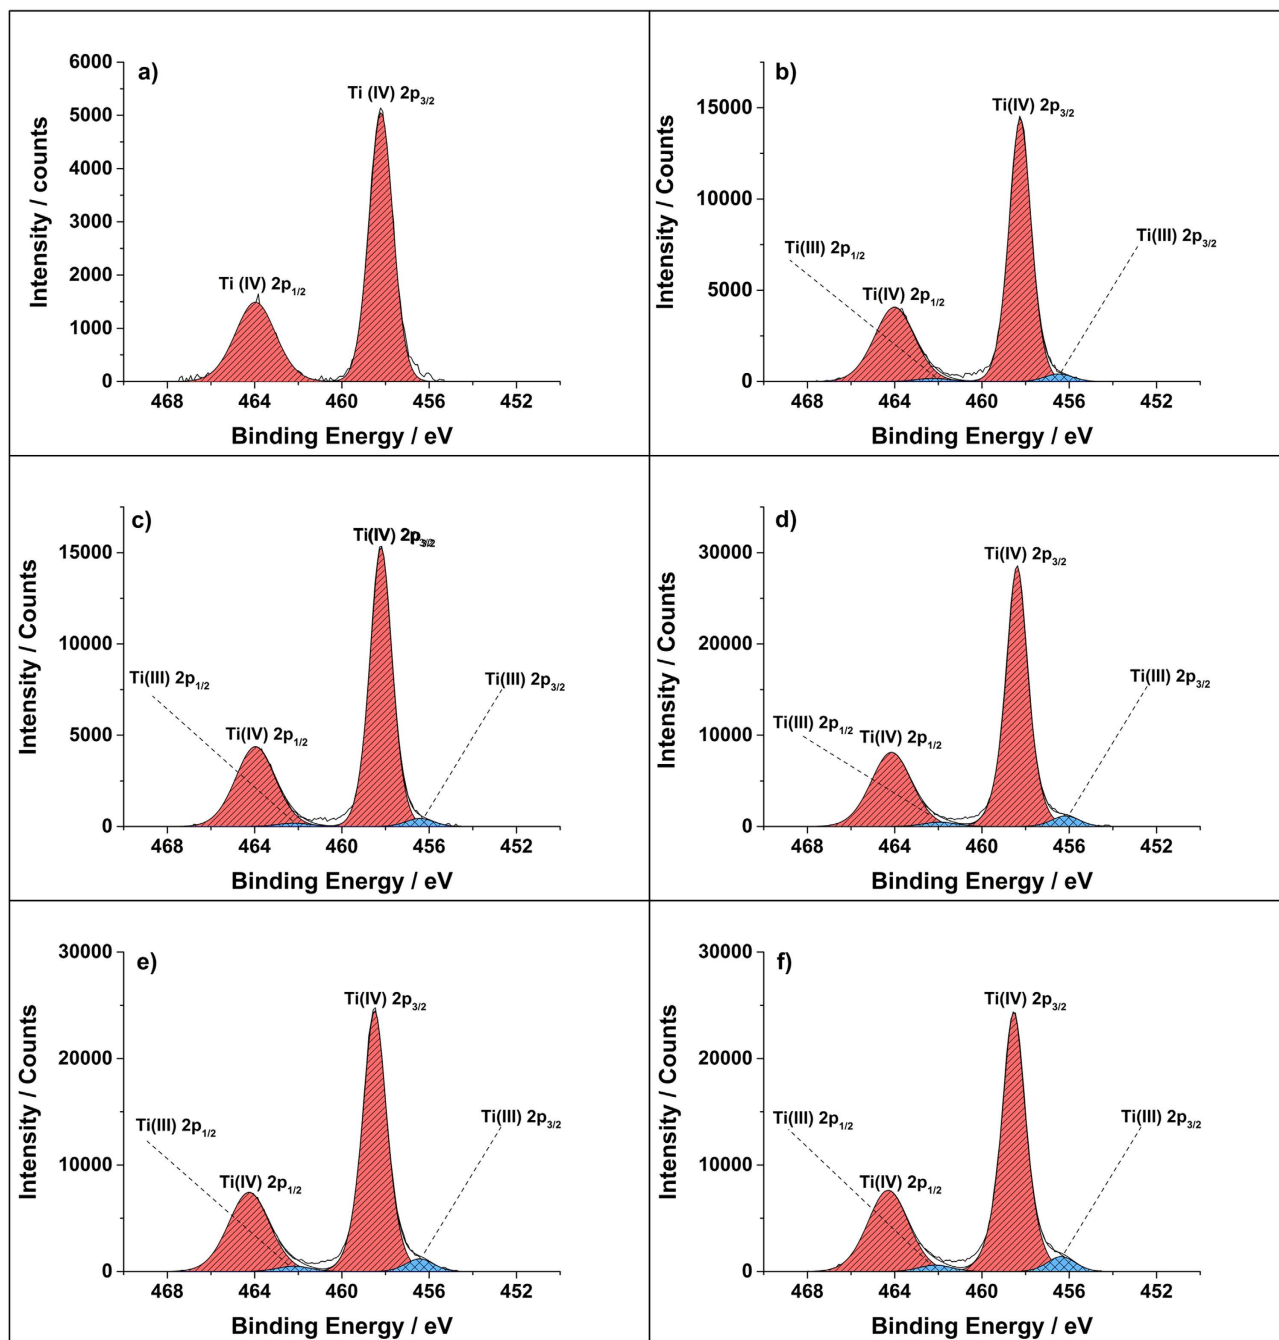 a)
Ti (IV) 2p3/2
Ti (IV) 2p1/2
6000
5000
4000
3000
2000
1000
0
468 464 460 456 452
Intensity / counts
Binding Energy / eV
b)
Ti(IV) 2p3/2
Ti(III) 2p3/2
Ti(III) 2p1/2
Ti(IV) 2p1/2
15000
10000
5000
0
468 464 460 456 452
Intensity / Counts
Binding Energy / eV
c)
Ti(IV) 2p3/2
Ti(III) 2p1/2
Ti(III) 2p3/2
Ti(IV) 2p1/2
15000
10000
5000
0
468 464 460 456 452
Intensity / Counts
Binding Energy / eV
d)
Ti(IV) 2p3/2
Ti(III) 2p3/2
Ti(III) 2p1/2
Ti(IV) 2p1/2
30000
20000
10000
0
468 464 460 456 452
Intensity / Counts
Binding Energy / eV
e)
Ti(IV) 2p3/2
Ti(III) 2p1/2
Ti(III) 2p3/2
Ti(IV) 2p1/2
30000
20000
10000
0
468 464 460 456 452
Intensity / Counts
Binding Energy / eV
f)
Ti(IV) 2p3/2
Ti(III) 2p1/2
Ti(III) 2p3/2
Ti(IV) 2p1/2
30000
20000
10000
0
468 464 460 456 452
Intensity / Counts
Binding Energy / eV